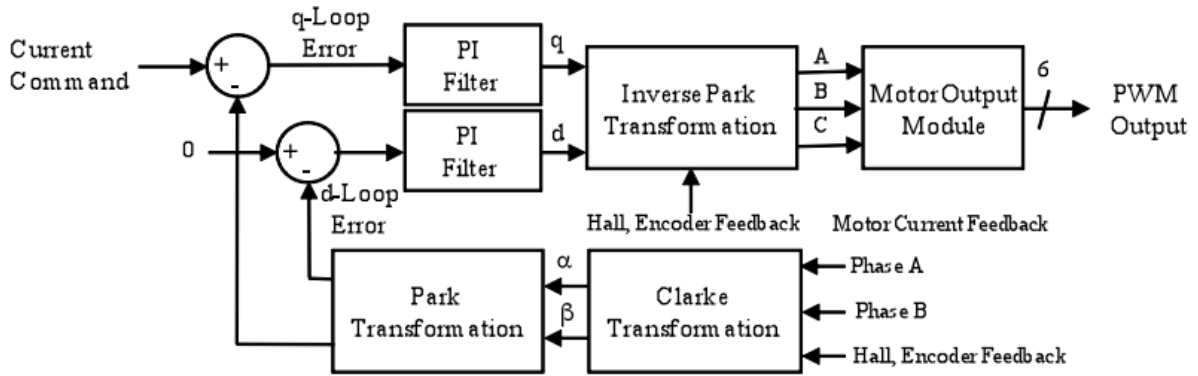 Current
Command
+
-
q-Loop
Error
PI
Filter
q
0
+
-
d-Loop
Error
PI
Filter
d
Inverse Park
Transformation
A
B
C
Motor Output
Module
6
PWM
Output
Hall, Encoder Feedback
Motor Current Feedback
Park
Transformation
α
β
Clarke
Transformation
Phase A
Phase B
Hall, Encoder Feedback